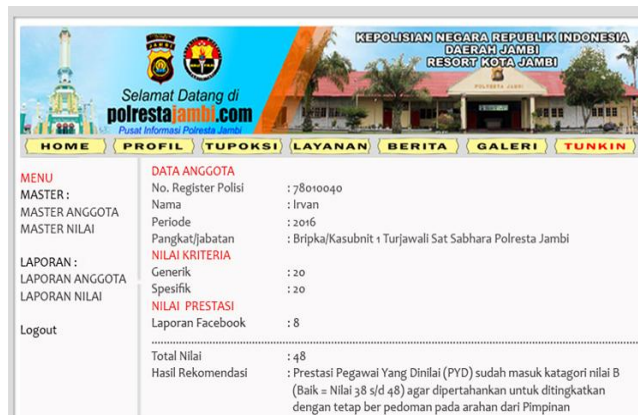 KEPOLISIAN NEGARA REPUBLIK INDONESIA
DAERAH JAMBI
RESORT KOTA JAMBI
JAMBI
POLRESTA JAMBI
Selamat Datang di
polrestajambi.com
Pusat Informasi Polresta Jambi
HOME PROFIL TUPOKSI LAYANAN BERITA GALERI TUNKIN
MENU
MASTER :
MASTER ANGGOTA
MASTER NILAI
LAPORAN :
LAPORAN ANGGOTA
LAPORAN NILAI
Logout
DATA ANGGOTA
No. Register Polisi : 78010040
Nama : Irvan
Periode : 2016
Pangkat/jabatan : Bripka/Kasubnit 1 Turjawali Sat Sabhara Polresta Jambi
NILAI KRITERIA
Generik : 20
Spesifik : 20
NILAI PRESTASI
Laporan Facebook : 8
Total Nilai : 48
Hasil Rekomendasi : Prestasi Pegawai Yang Dinilai (PYD) sudah masuk katagori nilai B
(Baik = Nilai 38 s/d 48) agar dipertahankan untuk ditingkatkan
dengan tetap ber pedoman pada arahan dari Pimpinan